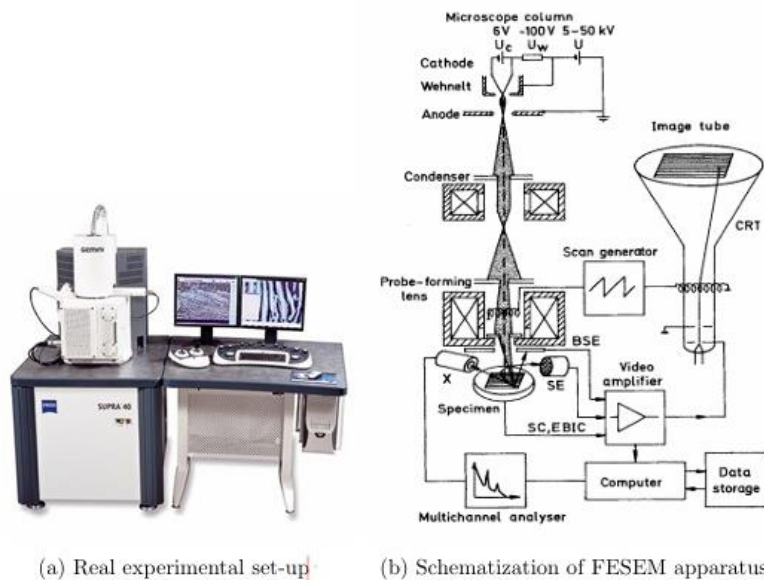 Microscope column
6V -100V 5-50 kV
Uc Uw U
Cathode
Wehnelt
Anode
Image tube
Condenser
CRT
Scan generator
Probe-forming
lens
BSE
X
SE
Video
amplifier
Specimen
SC,EBIC
Computer
Data
storage
Multichannel
analyser
GEMINI
ZEISS
SUPRA 40
(a) Real experimental set-up
(b) Schematization of FESEM apparatus